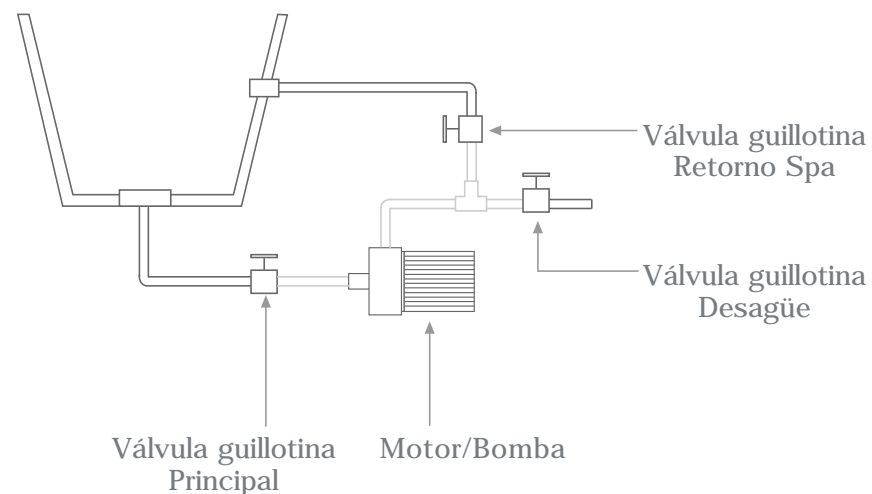 Válvula guillotina
Retorno Spa
Válvula guillotina
Desagüe
Válvula guillotina
Principal
Motor/Bomba